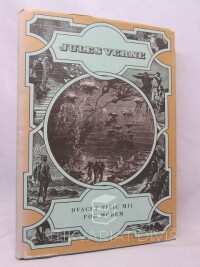 JULES VERNE
DVACET TISÍC MIL
POD MOŘEM